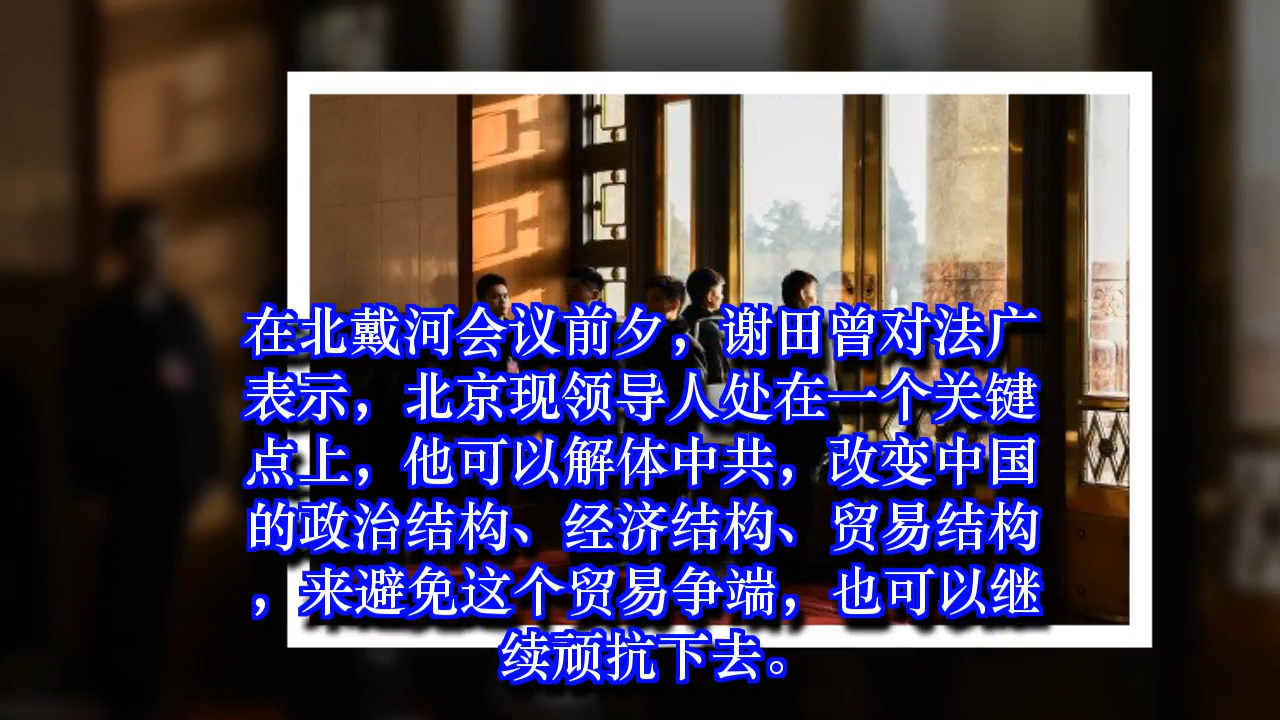 在北戴河会议前夕，谢田曾对法广
表示，北京现领导人处在一个关键
点上，他可以解体中共，改变中国
的政治结构、经济结构、贸易结构
，来避免这个贸易争端，也可以继
续顽抗下去。